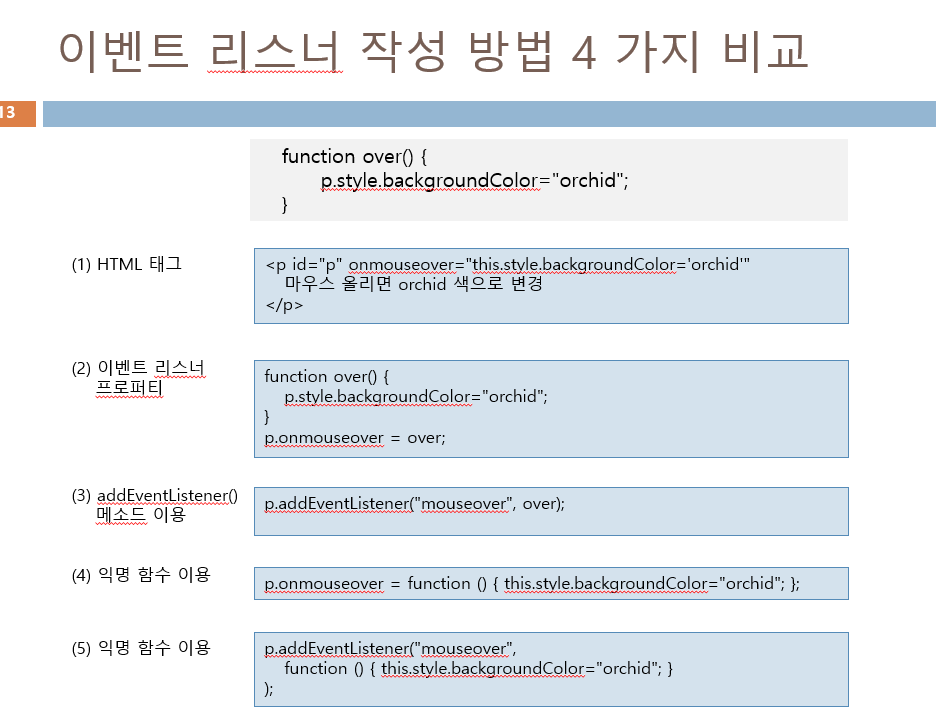 이벤트 리스너 작성 방법 4 가지 비교
13
function over() {
p.style.backgroundColor="orchid";
}
(1) HTML 태그
<p id="p" onmouseover="this.style.backgroundColor='orchid'"
마우스 올리면 orchid 색으로 변경
</p>
(2) 이벤트 리스너
프로퍼티
function over() {
p.style.backgroundColor="orchid";
}
p.onmouseover = over;
(3) addEventListener()
메소드 이용
p.addEventListener("mouseover", over);
(4) 익명 함수 이용
p.onmouseover = function () { this.style.backgroundColor="orchid"; };
(5) 익명 함수 이용
p.addEventListener("mouseover",
function () { this.style.backgroundColor="orchid"; }
);